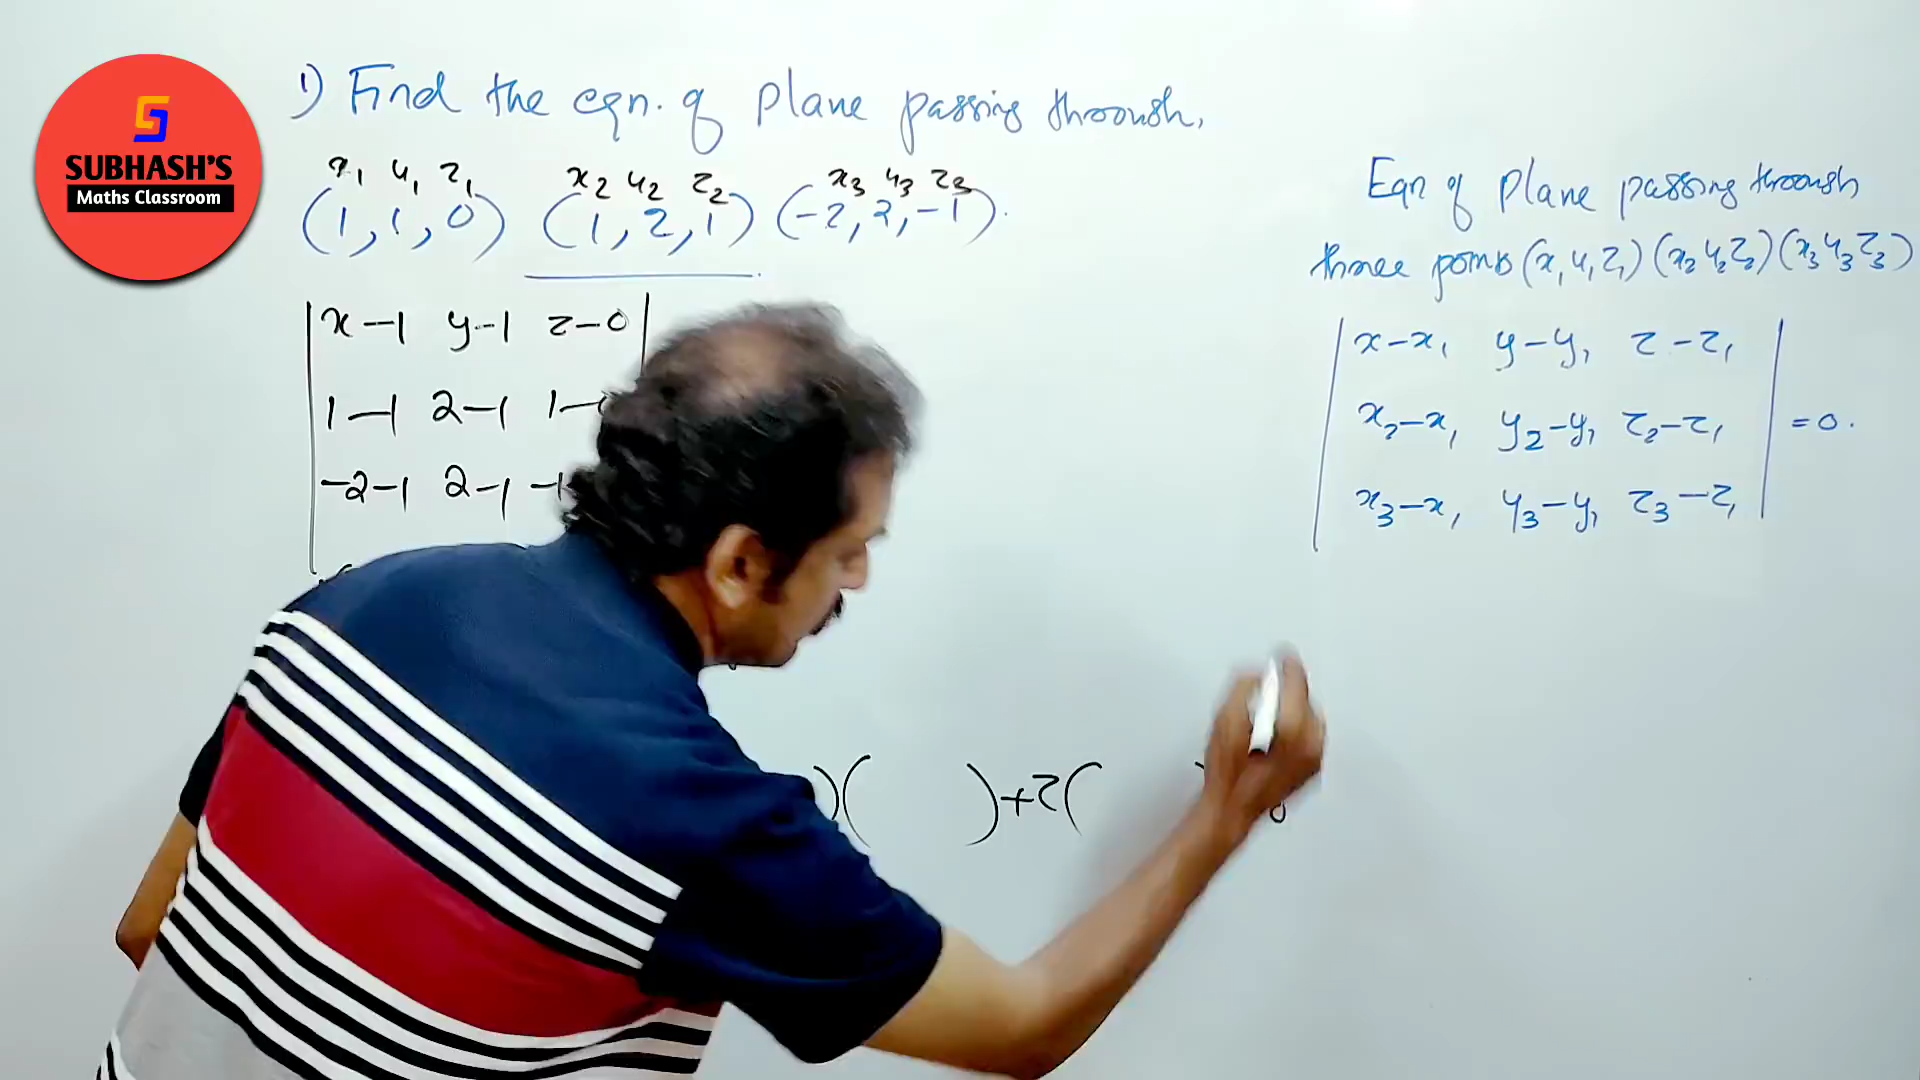 SUBHASH'S
Maths Classroom
1) Find the eqn. of plane passing through,
x₁ y₁ z₁ x₂ y₂ z₂ x₃ y₃ z₃
(1, 1, 0) (1, 2, 1) (-2, 2, -1).
x-1 y-1 z-0
1-1 2-1 1-
-2-1 2-1 -1
)( )+z(
Eqn of plane passing through
three points (x₁ y₁ z₁) (x₂ y₂ z₂) (x₃ y₃ z₃)
x-x₁ y-y₁ z-z₁
x₂-x₁ y₂-y₁ z₂-z₁ =0.
x₃-x₁ y₃-y₁ z₃-z₁